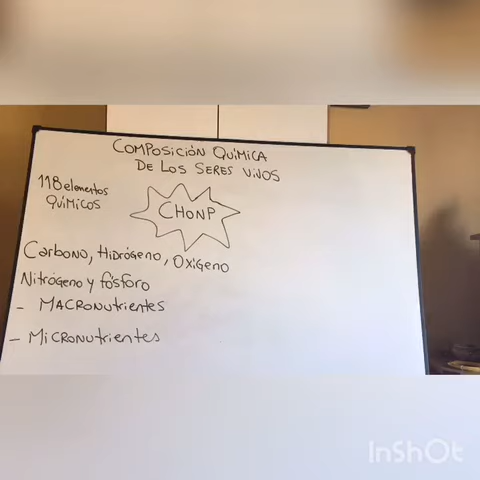 COMPOSICIÓN QUÍMICA
DE LOS SERES VIVOS
118 elementos
QUÍMICOS
CHONP
Carbono, Hidrógeno, Oxígeno
Nitrógeno y fósforo
- MACRONutrientes
- MiCRONutrientes
InShOt